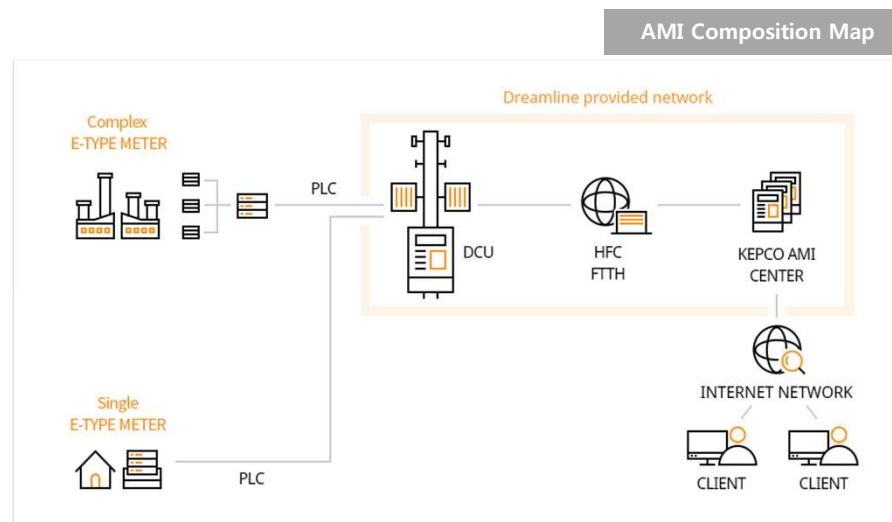 AMI Composition Map
Dreamline provided network
Complex
E-TYPE METER
PLC
DCU
HFC
FTTH
KEPCO AMI
CENTER
INTERNET NETWORK
Single
E-TYPE METER
PLC
CLIENT
CLIENT